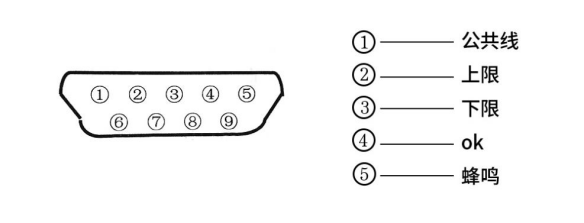 ① ② ③ ④ ⑤
⑥ ⑦ ⑧ ⑨
① 公共线
② 上限
③ 下限
④ ok
⑤ 蜂鸣